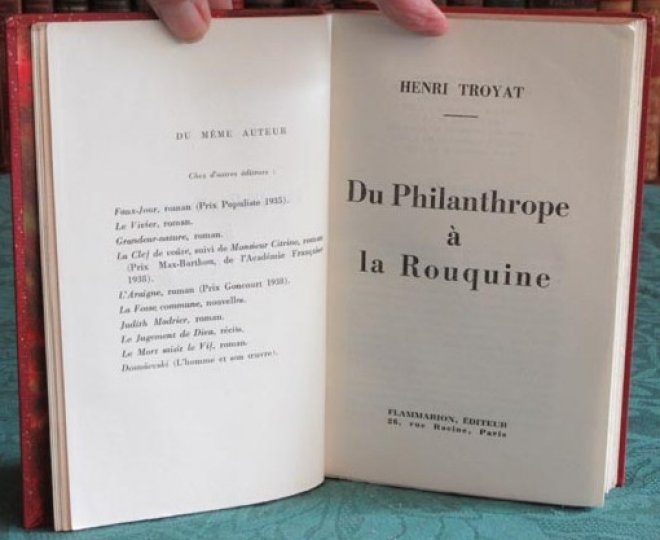 DU MÊME AUTEUR
Chez d'autres éditeurs :
Faux-Jour, roman (Prix Populiste 1935).
Le Vivier, roman.
Grandeur-nature, roman.
La Clef de voûte, suivi de Monsieur Citrine, roman
(Prix Max-Barthou, de l'Académie Française
1938).
L'Araigne, roman (Prix Goncourt 1938).
La Fosse commune, nouvelles.
Judith Madrier, roman.
Le Jugement de Dieu, récits.
Le Mort saisit le Vif, roman.
Dostoïevski (L'homme et son œuvre).
HENRI TROYAT
Du Philanthrope
à
la Rouquine
FLAMMARION, ÉDITEUR
26, rue Racine, Paris